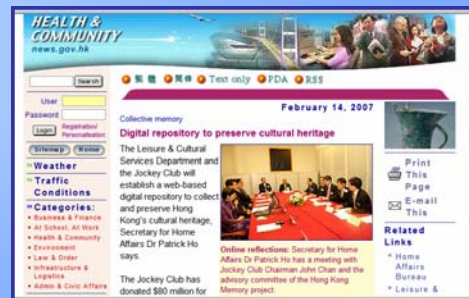 HEALTH &
COMMUNITY
news.gov.hk
Search
繁 體 简体 Text only PDA RSS
User
Password
Login Registration/
Personalisation
Sitemap Home
Weather
Traffic
Conditions
Categories:
Business & Finance
At School, At Work
Health & Community
Environment
Law & Order
Infrastructure &
Logistics
Admin & Civic Affairs
February 14, 2007
Collective memory
Digital repository to preserve cultural heritage
The Leisure & Cultural
Services Department and
the Jockey Club will
establish a web-based
digital repository to collect
and preserve Hong
Kong's cultural heritage,
Secretary for Home
Affairs Dr Patrick Ho
says.
The Jockey Club has
donated $80 million for
Online reflections: Secretary for Home
Affairs Dr Patrick Ho has a meeting with
Jockey Club Chairman John Chan and the
advisory committee of the Hong Kong
Memory project.
Print
This
Page
E-mail
This
Related
Links
Home
Affairs
Bureau
Leisure &